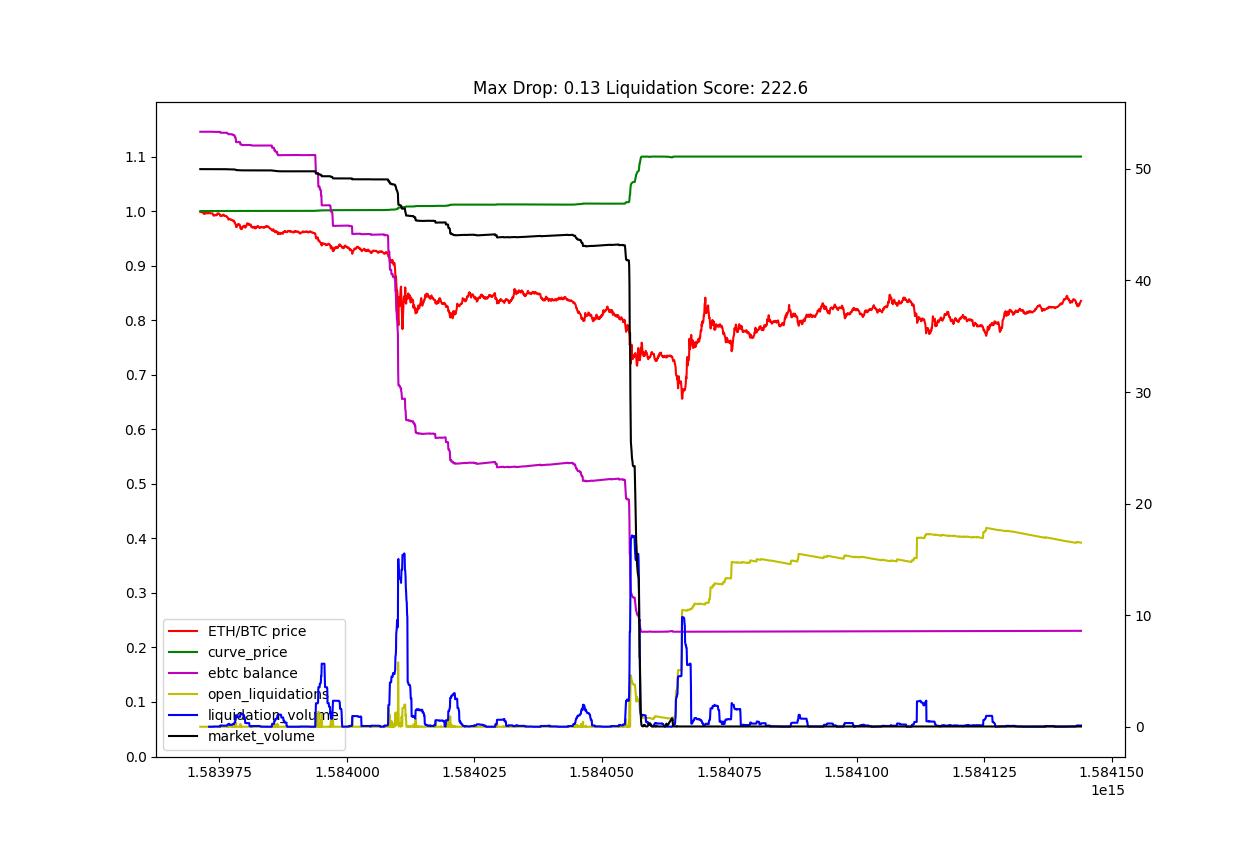 Max Drop: 0.13 Liquidation Score: 222.6
1.1
1.0
0.9
0.8
0.7
0.6
0.5
0.4
0.3
0.2
0.1
0.0
50
40
30
20
10
0
ETH/BTC price
curve_price
ebtc balance
open_liquidations
liquidation_volume
market_volume
1.583975 1.584000 1.584025 1.584050 1.584075 1.584100 1.584125 1.584150
1e15